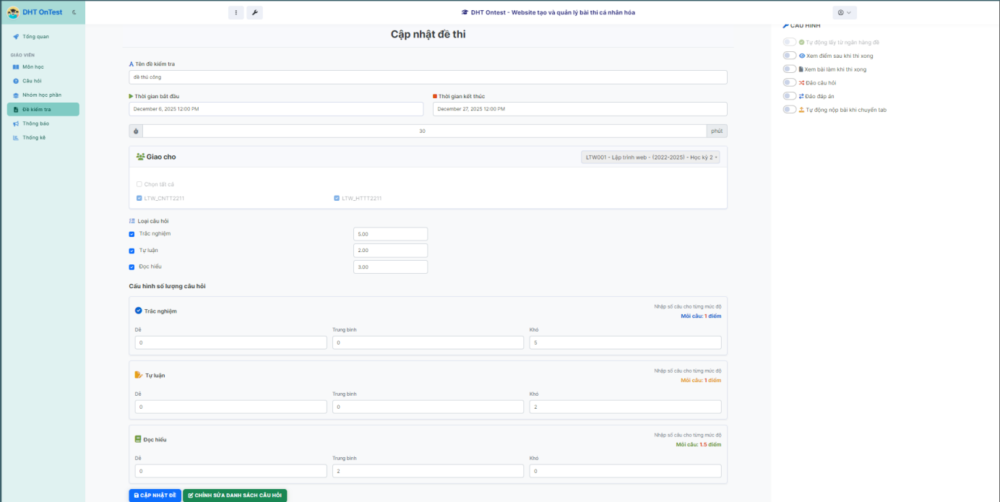 DHT OnTest
DHT Ontest - Website tạo và quản lý bài thi cá nhân hóa
Tổng quan
GIÁO VIÊN
Môn học
Câu hỏi
Nhóm học phần
Đề kiểm tra
Thông báo
Thống kê
Cập nhật đề thi
Tên đề kiểm tra
đề thủ công
Thời gian bắt đầu
Thời gian kết thúc
December 6, 2025 12:00 PM
December 27, 2025 12:00 PM
30
phút
Giao cho
LTW001 - Lập trình web - (2022-2025) - Học kỳ 2
Chọn tất cả
LTW_CNTT2211
LTW_HTTT2211
Loại câu hỏi
Trắc nghiệm
5.00
Tự luận
2.00
Đọc hiểu
3.00
Cấu hình số lượng câu hỏi
Trắc nghiệm
Nhập số câu cho từng mức độ
Mỗi câu: 1 điểm
Dễ
Trung bình
Khó
0
0
5
Tự luận
Nhập số câu cho từng mức độ
Mỗi câu: 1 điểm
Dễ
Trung bình
Khó
0
0
2
Đọc hiểu
Nhập số câu cho từng mức độ
Mỗi câu: 1.5 điểm
Dễ
Trung bình
Khó
0
2
0
CẬP NHẬT ĐỀ
CHỈNH SỬA DANH SÁCH CÂU HỎI
CẤU HÌNH
Tự động lấy từ ngân hàng đề
Xem điểm sau khi thi xong
Xem bài làm khi thi xong
Đảo câu hỏi
Đảo đáp án
Tự động nộp bài khi chuyển tab